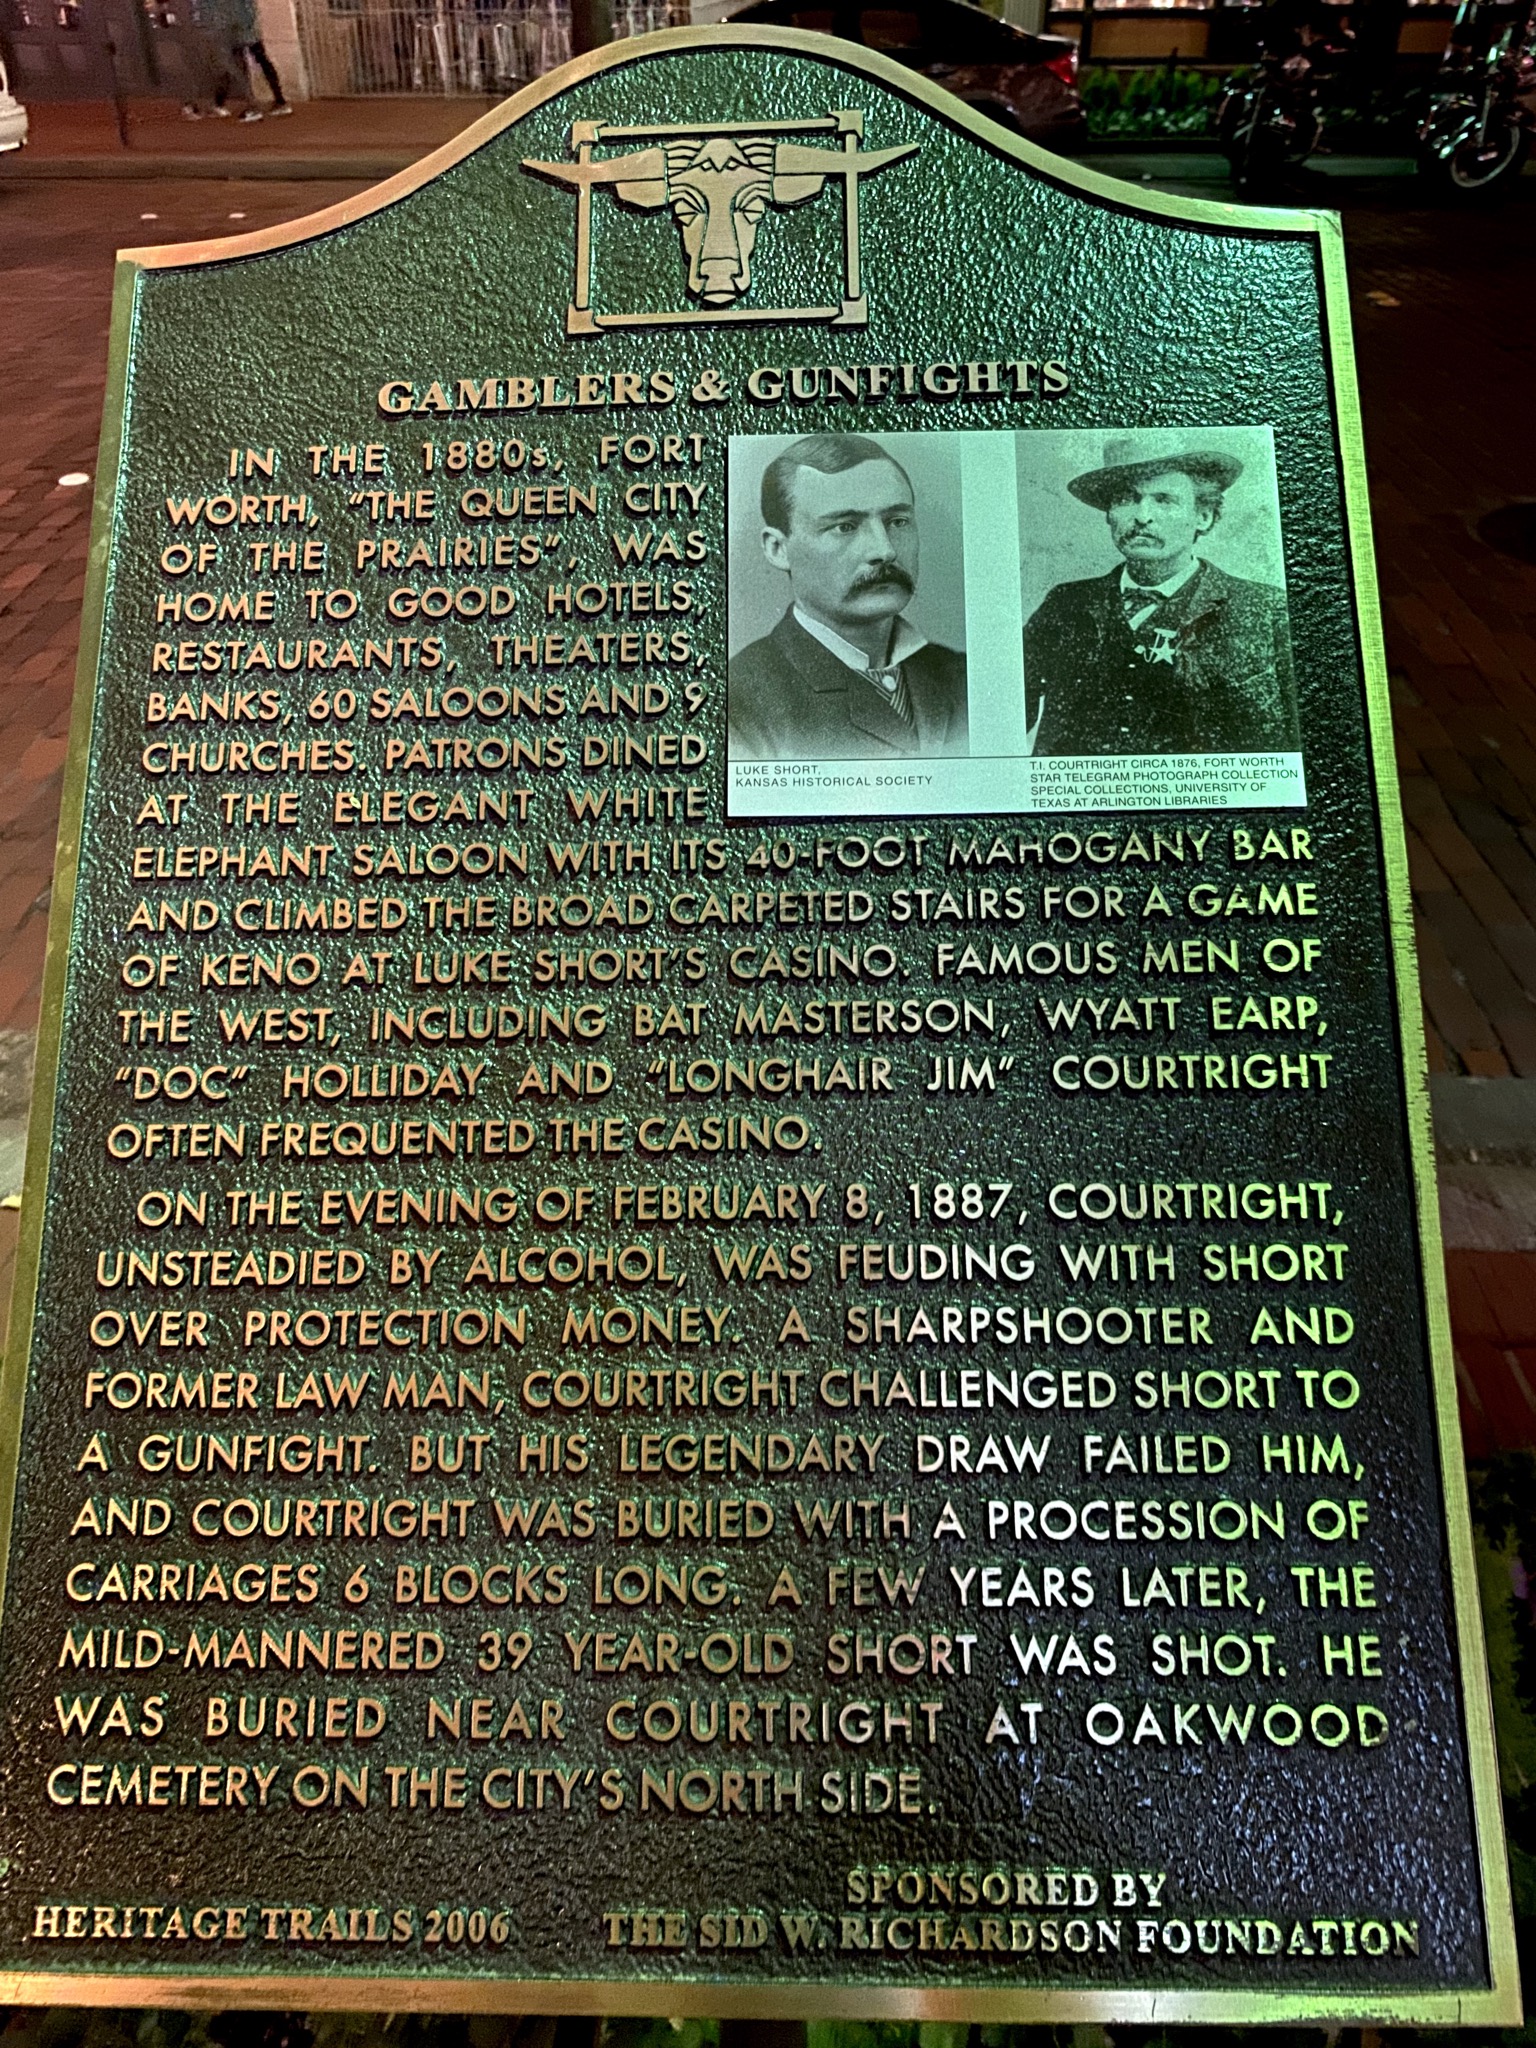 GAMBLERS & GUNFIGHTS
IN THE 1880s, FORT
WORTH, "THE QUEEN CITY
OF THE PRAIRIES", WAS
HOME TO GOOD HOTELS,
RESTAURANTS, THEATERS,
BANKS, 60 SALOONS AND 9
CHURCHES. PATRONS DINED
AT THE ELEGANT WHITE
LUKE SHORT,
KANSAS HISTORICAL SOCIETY
T.I. COURTRIGHT CIRCA 1876, FORT WORTH
STAR TELEGRAM PHOTOGRAPH COLLECTION
SPECIAL COLLECTIONS, UNIVERSITY OF
TEXAS AT ARLINGTON LIBRARIES
ELEPHANT SALOON WITH ITS 40-FOOT MAHOGANY BAR
AND CLIMBED THE BROAD CARPETED STAIRS FOR A GAME
OF KENO AT LUKE SHORT'S CASINO. FAMOUS MEN OF
THE WEST, INCLUDING BAT MASTERSON, WYATT EARP,
"DOC" HOLLIDAY AND "LONGHAIR JIM" COURTRIGHT
OFTEN FREQUENTED THE CASINO.
ON THE EVENING OF FEBRUARY 8, 1887, COURTRIGHT,
UNSTEADIED BY ALCOHOL, WAS FEUDING WITH SHORT
OVER PROTECTION MONEY. A SHARPSHOOTER AND
FORMER LAW MAN, COURTRIGHT CHALLENGED SHORT TO
A GUNFIGHT. BUT HIS LEGENDARY DRAW FAILED HIM,
AND COURTRIGHT WAS BURIED WITH A PROCESSION OF
CARRIAGES 6 BLOCKS LONG. A FEW YEARS LATER, THE
MILD-MANNERED 39 YEAR-OLD SHORT WAS SHOT. HE
WAS BURIED NEAR COURTRIGHT AT OAKWOOD
CEMETERY ON THE CITY'S NORTH SIDE.
SPONSORED BY
HERITAGE TRAILS 2006 THE SID W. RICHARDSON FOUNDATION